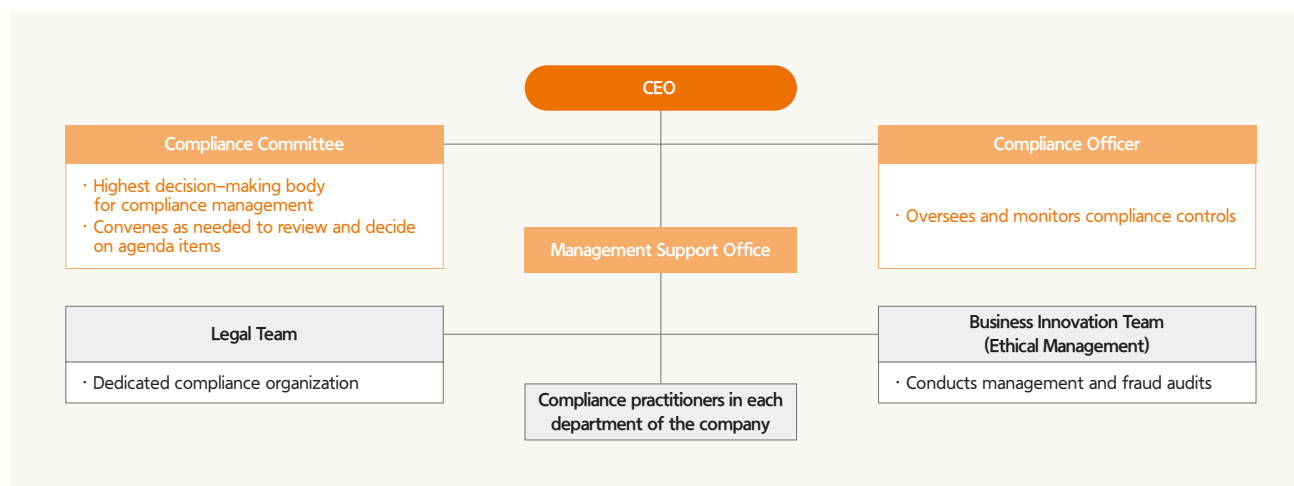 CEO
Compliance Committee
· Highest decision-making body
for compliance management
· Convenes as needed to review and decide
on agenda items
Compliance Officer
· Oversees and monitors compliance controls
Management Support Office
Legal Team
· Dedicated compliance organization
Business Innovation Team
(Ethical Management)
· Conducts management and fraud audits
Compliance practitioners in each
department of the company